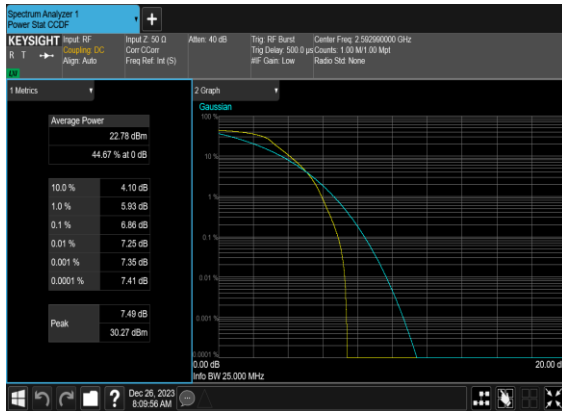 Spectrum Analyzer 1
Power Stat CCDF
KEYSIGHT
R T
LXI
Input: RF
Coupling: DC
Align: Auto
Input Z: 50 Ω
Corr CCorr
Freq Ref: Int (S)
Atten: 40 dB
Trig: RF Burst
Trig Delay: 500.0 µs
#IF Gain: Low
Center Freq: 2.592990000 GHz
Counts: 1.00 M/1.00 Mpt
Radio Std: None
1 Metrics
Average Power
22.78 dBm
44.67 % at 0 dB
10.0 % 4.10 dB
1.0 % 5.93 dB
0.1 % 6.86 dB
0.01 % 7.25 dB
0.001 % 7.35 dB
0.0001 % 7.41 dB
Peak
7.49 dB
30.27 dBm
2 Graph
Gaussian
100 %
10 %
1 %
0.1 %
0.01 %
0.001 %
0.0001 %
0.00 dB
20.00 d
Info BW 25.000 MHz
?
Dec 26, 2023
8:09:56 AM